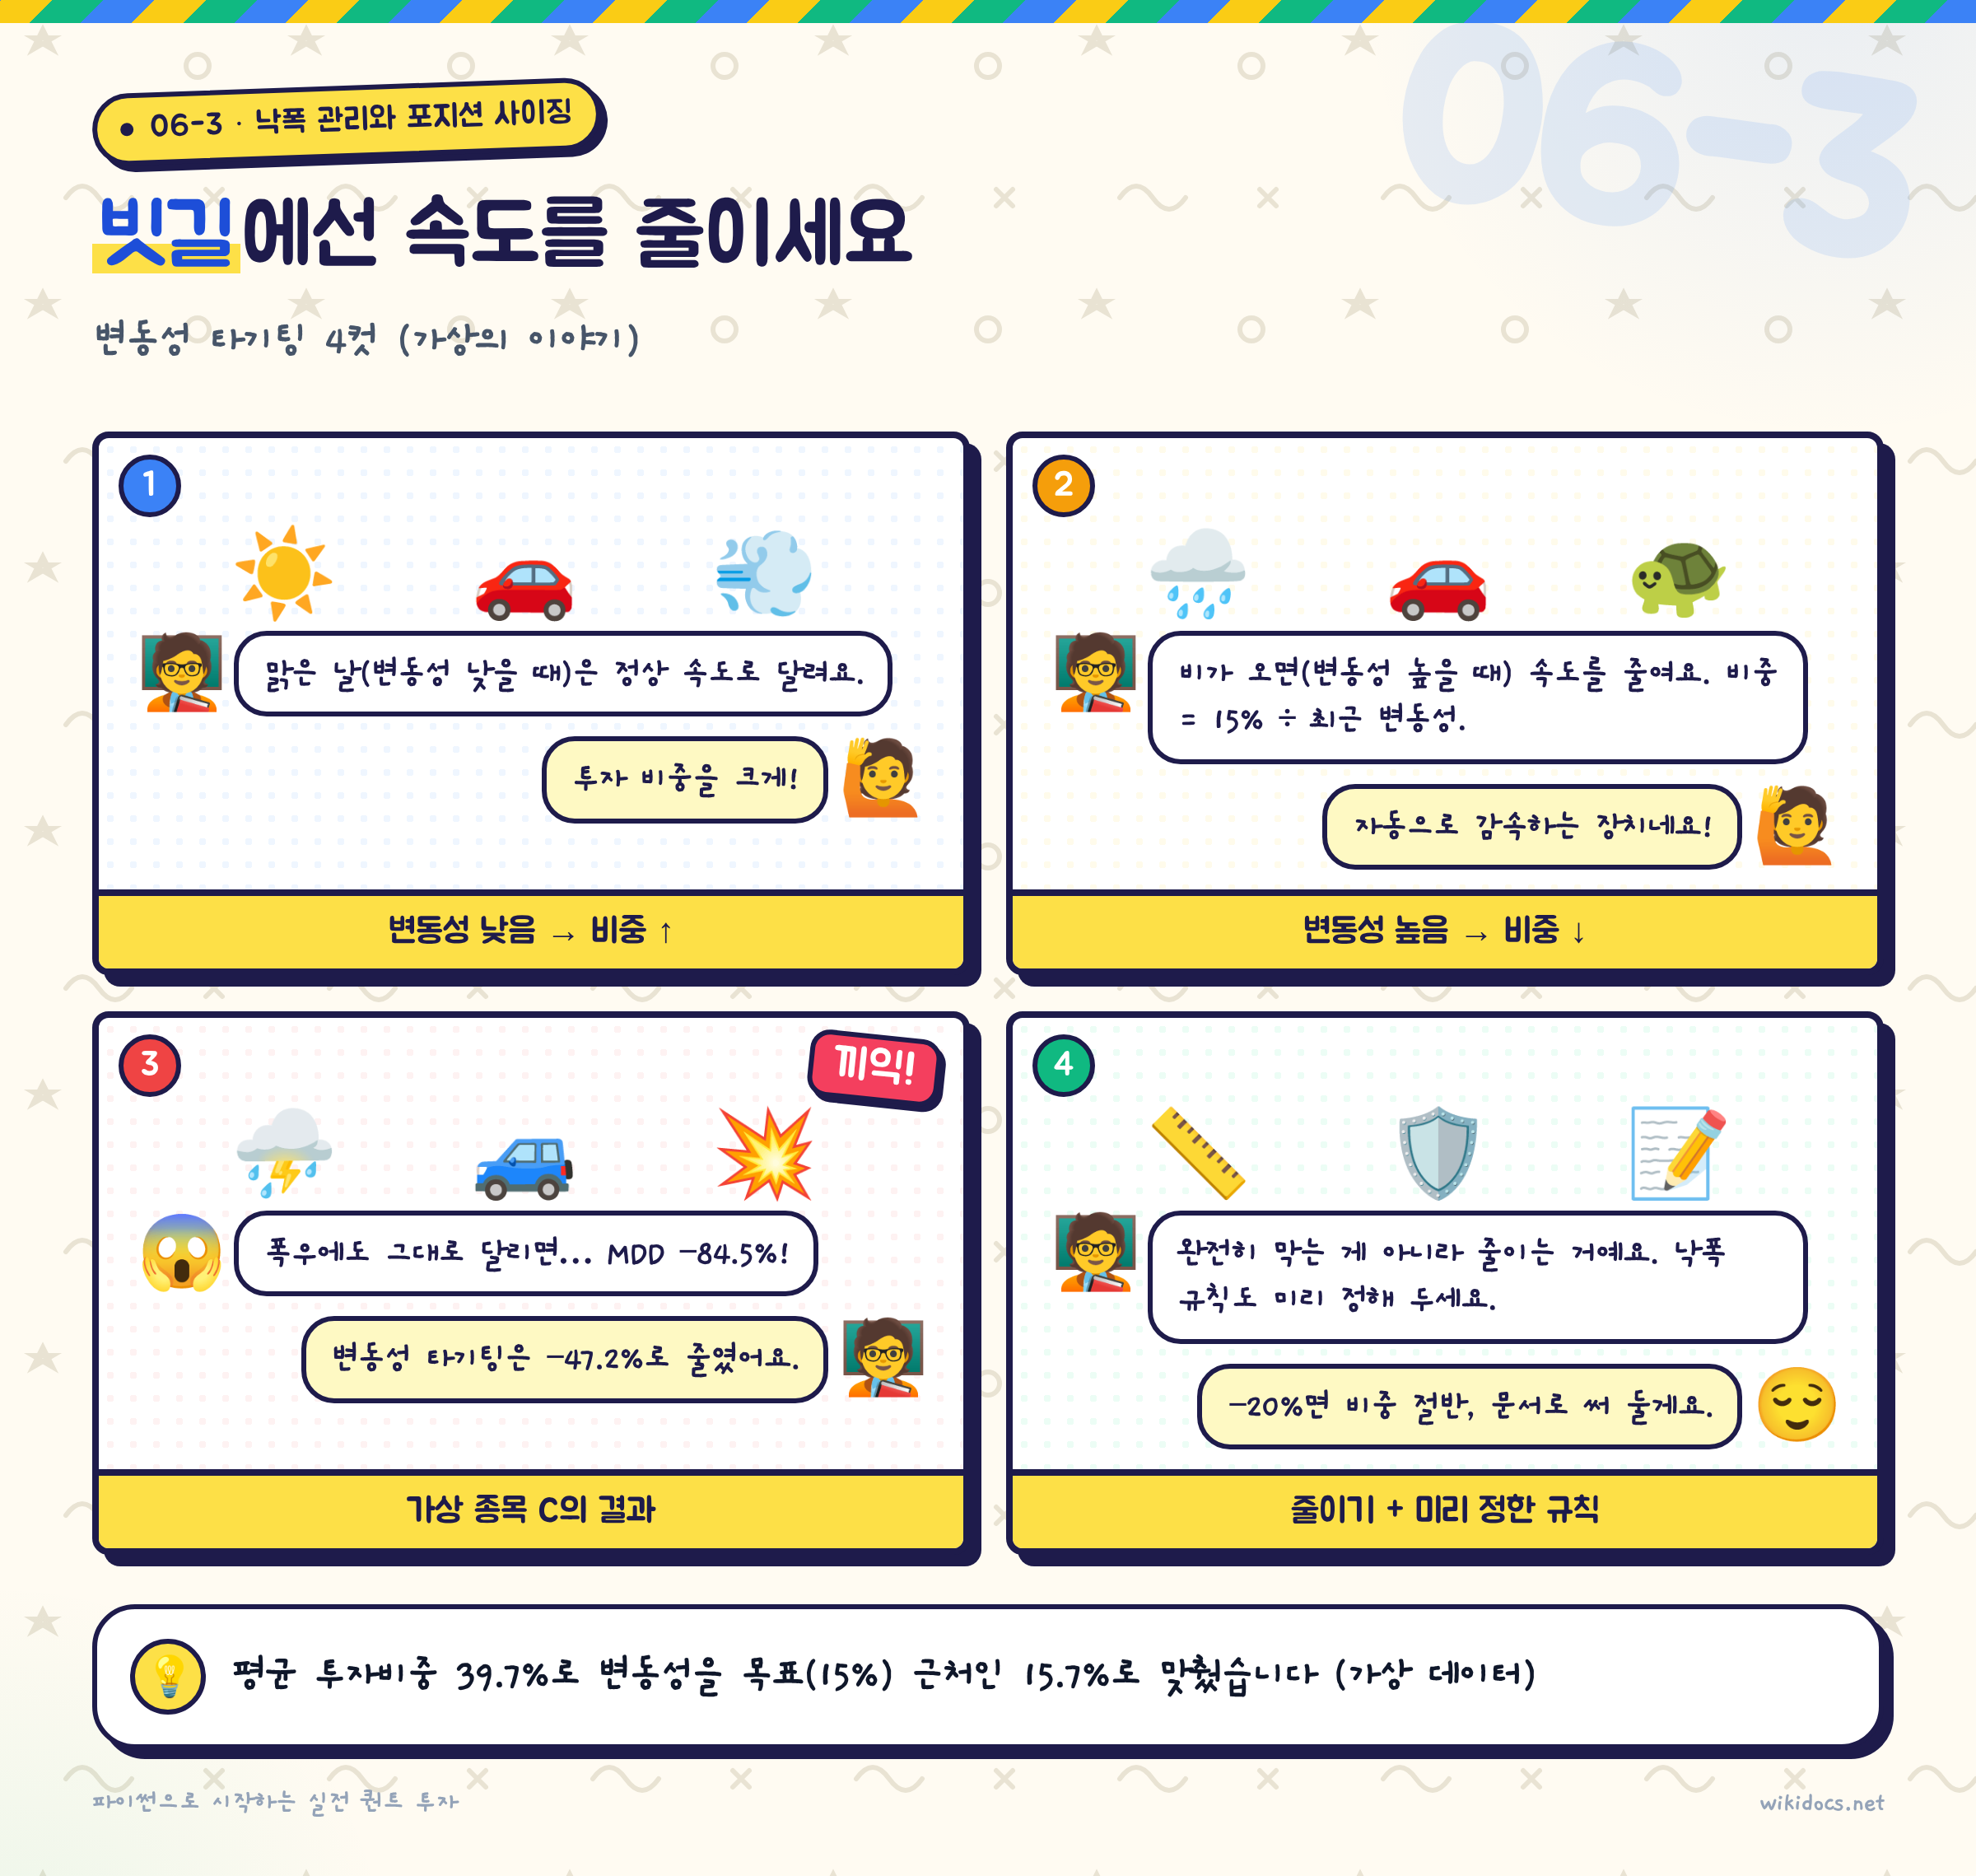 06-3
06-3 · 낙폭 관리와 포지션 사이징
빗길에선 속도를 줄이세요
변동성 타기팅 4컷 (가상의 이야기)
1
맑은 날(변동성 낮을 때)은 정상 속도로 달려요.
투자 비중을 크게!
변동성 낮음 → 비중 ↑
2
비가 오면(변동성 높을 때) 속도를 줄여요. 비중
= 15% ÷ 최근 변동성.
자동으로 감속하는 장치네요!
변동성 높음 → 비중 ↓
3
끼익!
폭우에도 그대로 달리면... MDD −84.5%!
변동성 타기팅은 −47.2%로 줄였어요.
가상 종목 C의 결과
4
완전히 막는 게 아니라 줄이는 거예요. 낙폭
규칙도 미리 정해 두세요.
−20%면 비중 절반, 문서로 써 둘게요.
줄이기 + 미리 정한 규칙
평균 투자비중 39.7%로 변동성을 목표(15%) 근처인 15.7%로 맞췄습니다 (가상 데이터)
파이썬으로 시작하는 실전 퀀트 투자
wikidocs.net